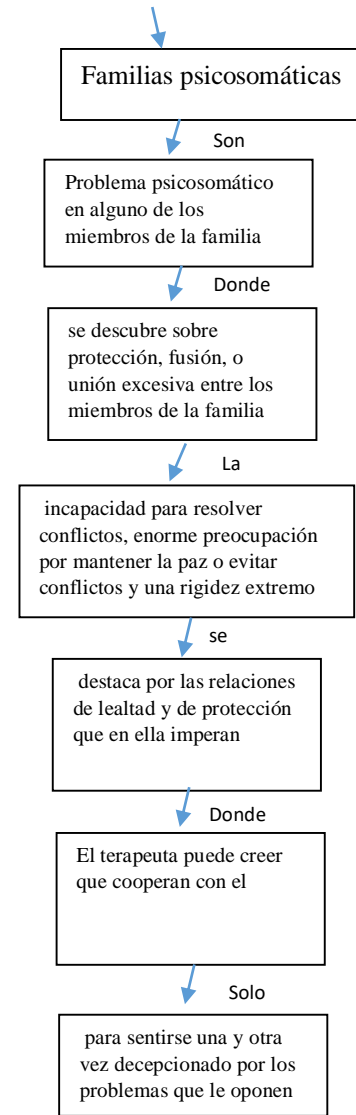 Familias psicosomáticas
Son
Problema psicosomático
en alguno de los
miembros de la familia
Donde
se descubre sobre
protección, fusión, o
unión excesiva entre los
miembros de la familia
La
incapacidad para resolver
conflictos, enorme preocupación
por mantener la paz o evitar
conflictos y una rigidez extremo
se
destaca por las relaciones
de lealtad y de protección
que en ella imperan
Donde
El terapeuta puede creer
que cooperan con el
Solo
para sentirse una y otra
vez decepcionado por los
problemas que le oponen